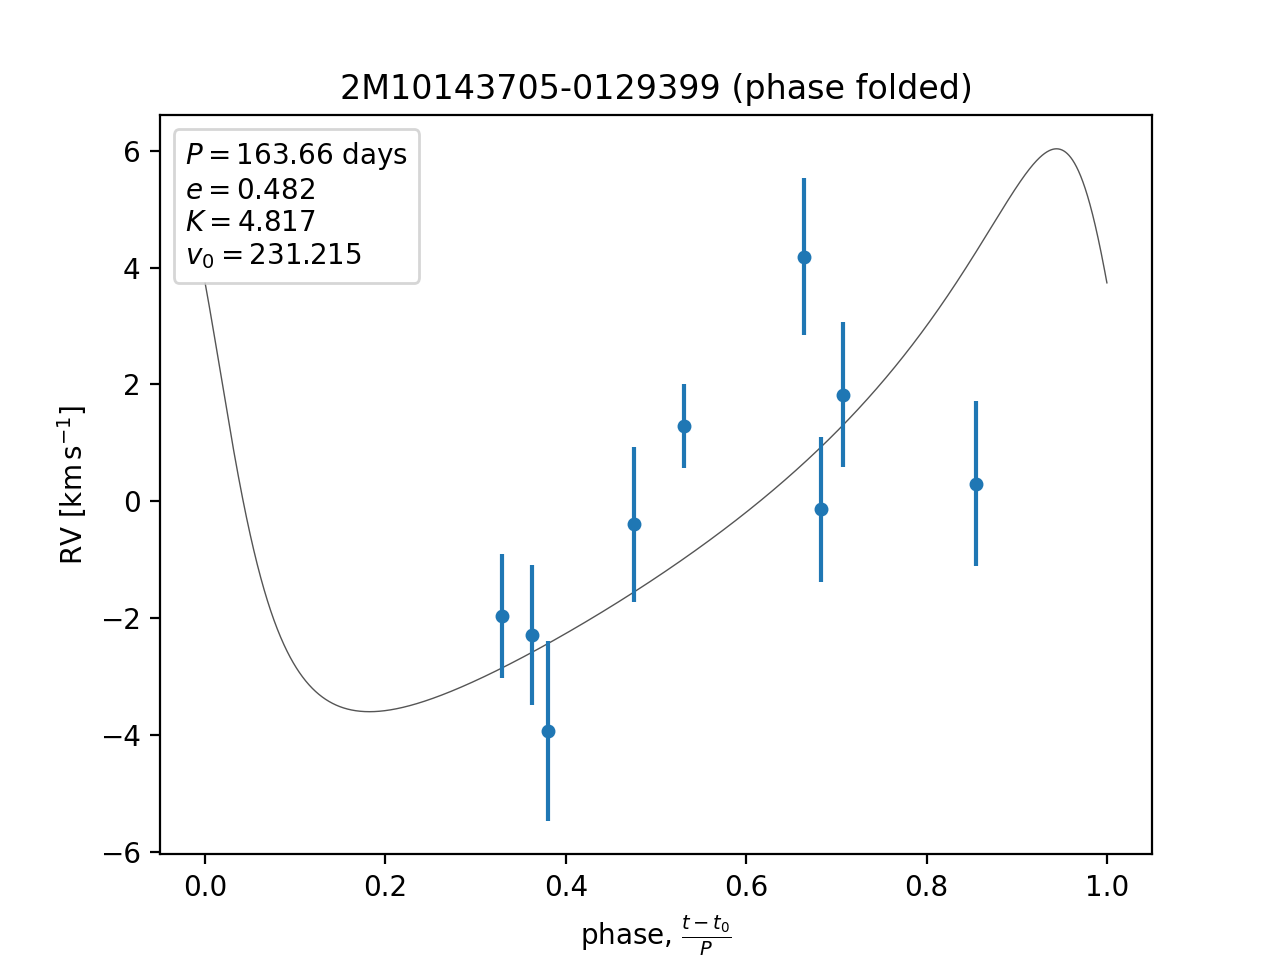 2M10143705-0129399 (phase folded)
P = 163.66 days
e = 0.482
K = 4.817
v₀ = 231.215
6
4
2
0
−2
−4
−6
RV [km s⁻¹]
0.0 0.2 0.4 0.6 0.8 1.0
phase, (t − t₀)/P